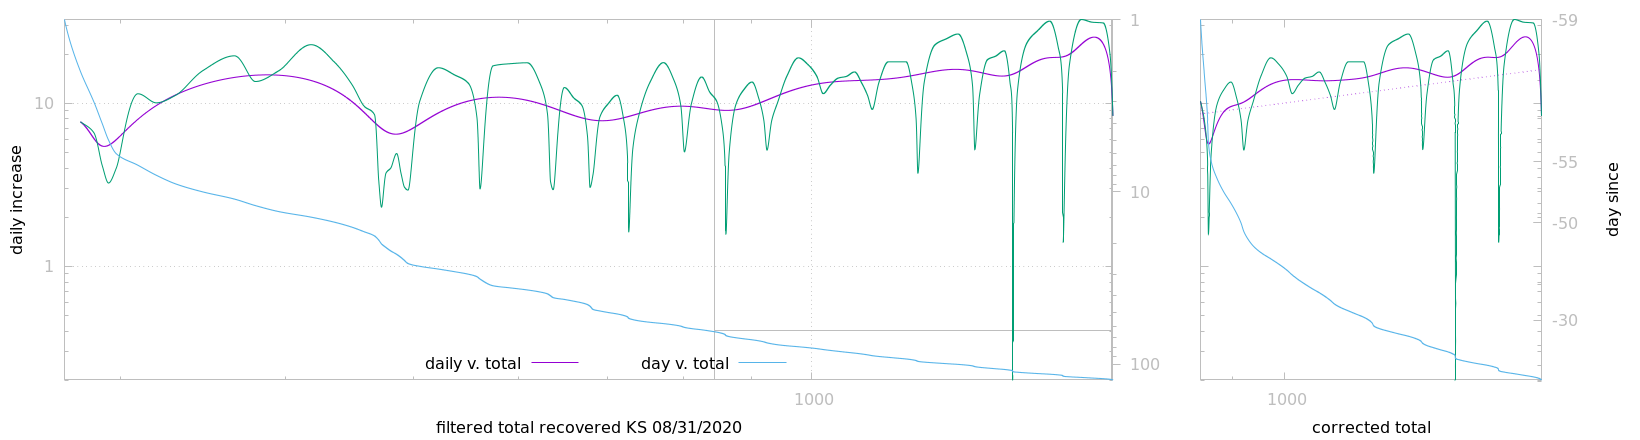 daily increase
10
1
daily v. total
day v. total
1000
filtered total recovered KS 08/31/2020
1
10
100
1000
corrected total
-59
-55
-50
-30
day since